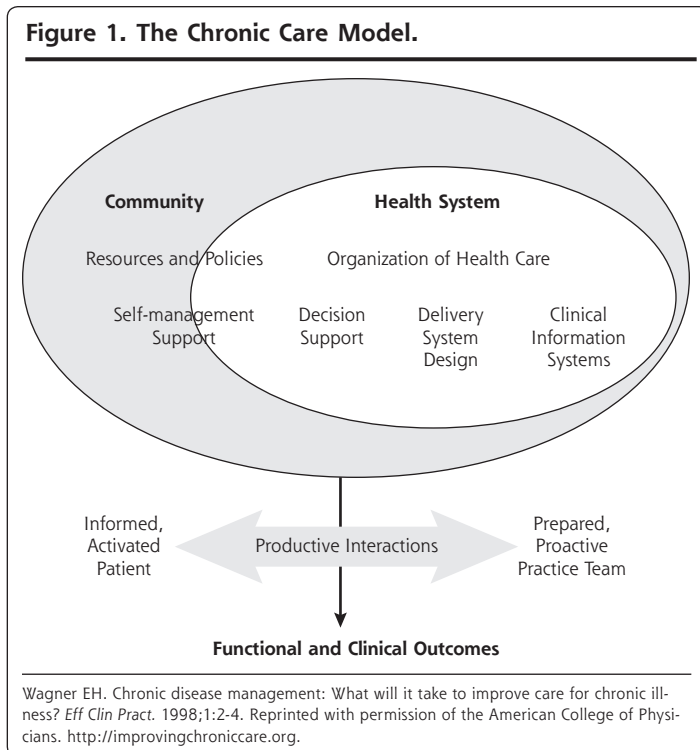 Figure 1. The Chronic Care Model.
Community
Health System
Resources and Policies
Organization of Health Care
Self-management
Support
Decision
Support
Delivery
System
Design
Clinical
Information
Systems
Informed,
Activated
Patient
Productive Interactions
Prepared,
Proactive
Practice Team
Functional and Clinical Outcomes
Wagner EH. Chronic disease management: What will it take to improve care for chronic ill-
ness? Eff Clin Pract. 1998;1:2-4. Reprinted with permission of the American College of Physi-
cians. http://improvingchroniccare.org.